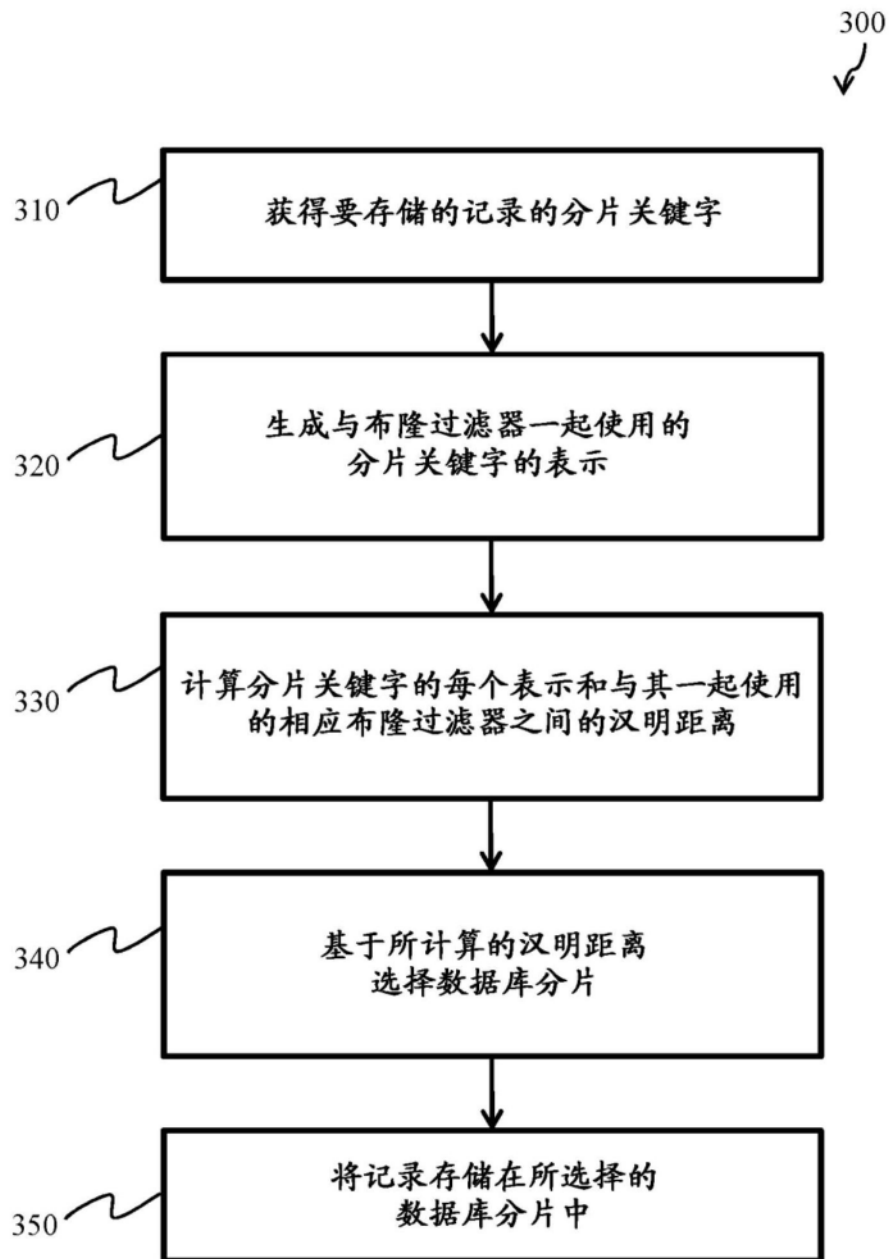 300
310
获得要存储的记录的分片关键字
320
生成与布隆过滤器一起使用的
分片关键字的表示
330
计算分片关键字的每个表示和与其一起使用
的相应布隆过滤器之间的汉明距离
340
基于所计算的汉明距离
选择数据库分片
350
将记录存储在所选择的
数据库分片中